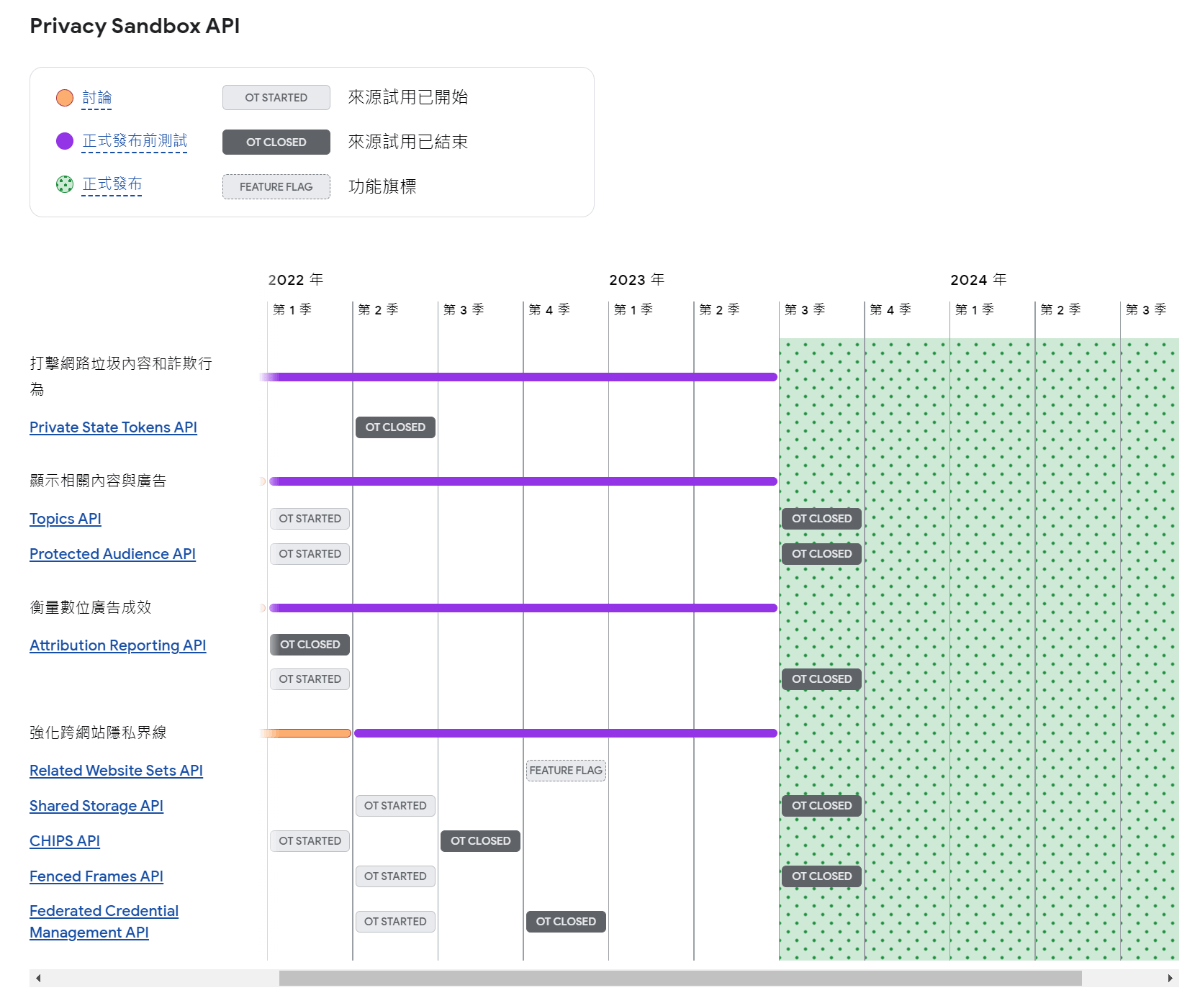 Privacy Sandbox API
討論
OT STARTED
來源試用已開始
正式發布前測試
OT CLOSED
來源試用已結束
正式發布
FEATURE FLAG
功能旗標
2022 年
2023 年
2024 年
第 1 季
第 2 季
第 3 季
第 4 季
第 1 季
第 2 季
第 3 季
第 4 季
第 1 季
第 2 季
第 3 季
打擊網路垃圾內容和詐欺行
為
Private State Tokens API
OT CLOSED
顯示相關內容與廣告
Topics API
OT STARTED
OT CLOSED
Protected Audience API
OT STARTED
OT CLOSED
衡量數位廣告成效
Attribution Reporting API
OT CLOSED
OT STARTED
OT CLOSED
強化跨網站隱私界線
Related Website Sets API
FEATURE FLAG
Shared Storage API
OT STARTED
OT CLOSED
CHIPS API
OT STARTED
OT CLOSED
Fenced Frames API
OT STARTED
OT CLOSED
Federated Credential
Management API
OT STARTED
OT CLOSED